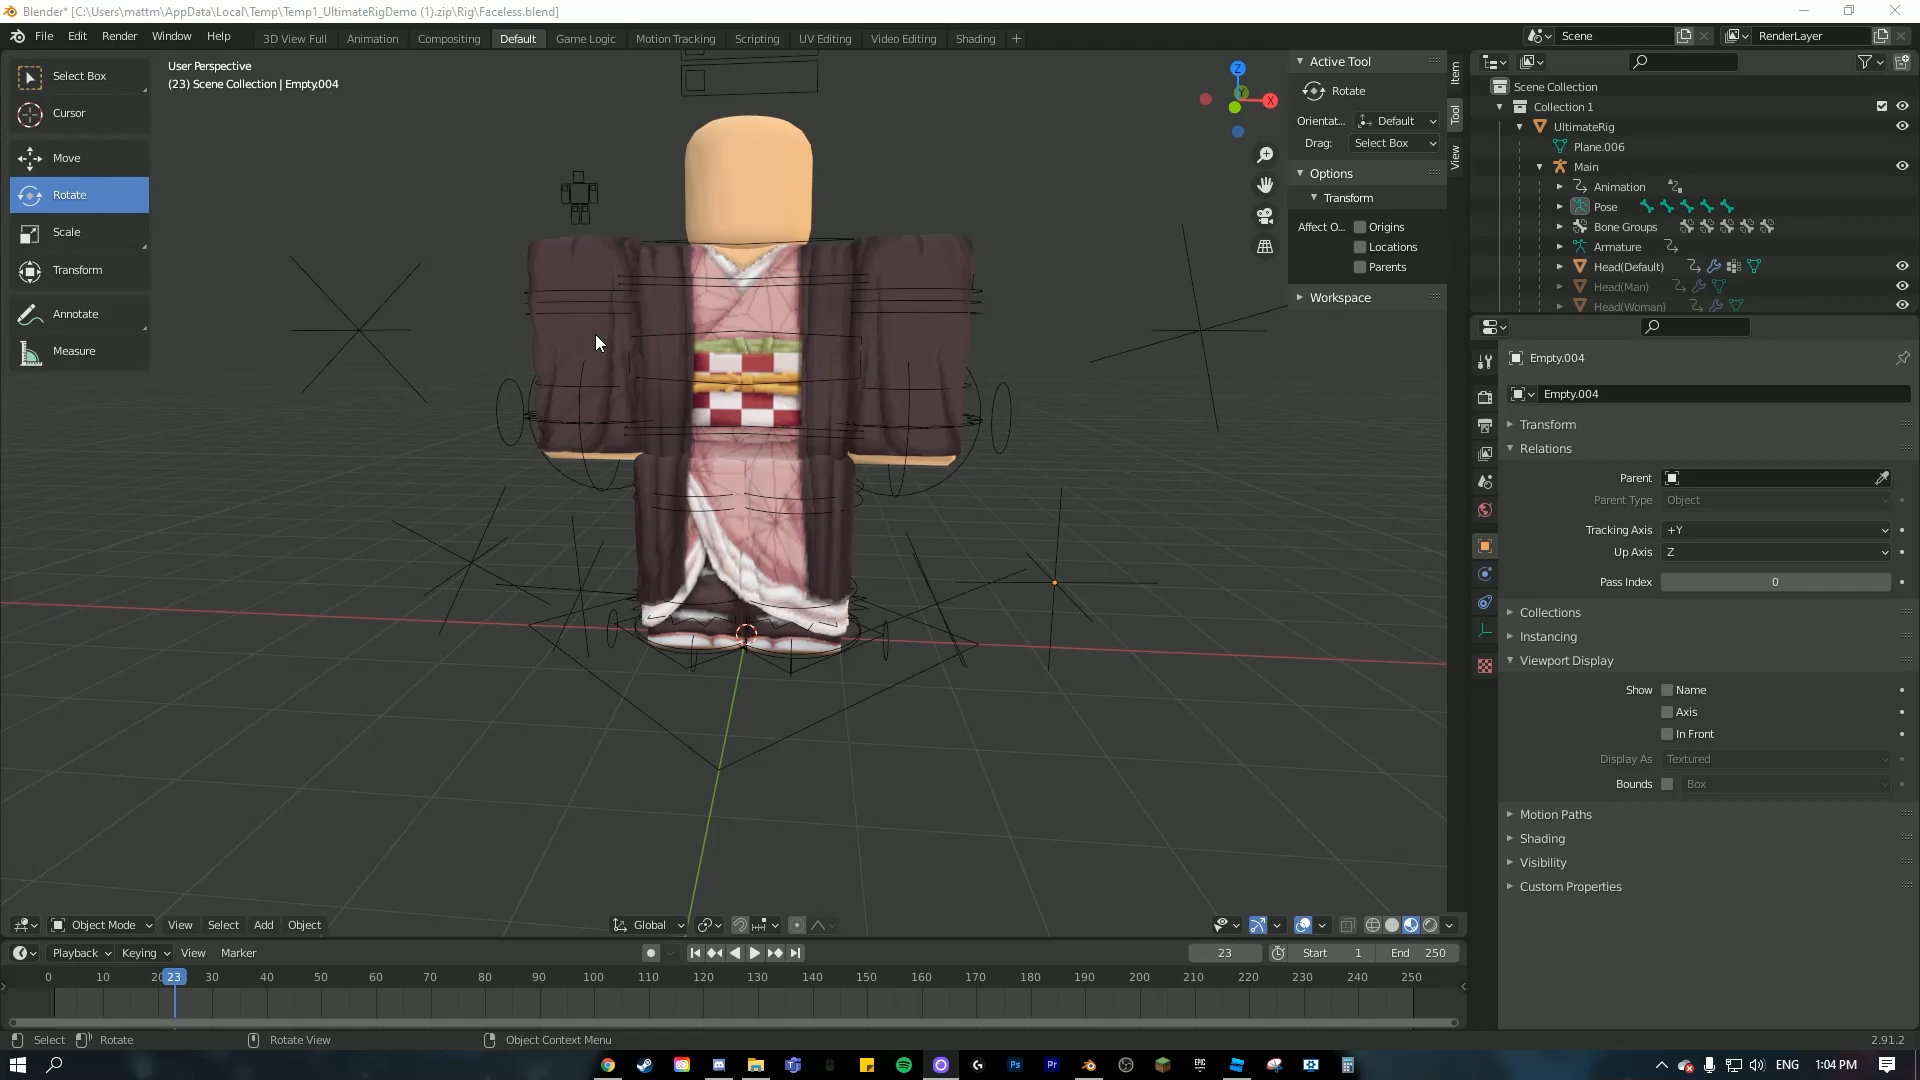 Blender* [C:\Users\mattm\AppData\Local\Temp\Temp1_UltimateRigDemo (1).zip\Rig\Faceless.blend]
File Edit Render Window Help 3D View Full Animation Compositing Default Game Logic Motion Tracking Scripting UV Editing Video Editing Shading + Scene RenderLayer
Select Box
Cursor
Move
Rotate
Scale
Transform
Annotate
Measure
User Perspective
(23) Scene Collection | Empty.004
Z
Y
X
Active Tool
Rotate
Orientat... Default
Drag: Select Box
Options
Transform
Affect O... Origins
Locations
Parents
Workspace
Item
Tool
View
Scene Collection
Collection 1
UltimateRig
Plane.006
Main
Animation
Pose
Bone Groups
Armature
Head(Default)
Head(Man)
Head(Woman)
Empty.004
Empty.004
Transform
Relations
Parent
Parent Type Object
Tracking Axis +Y
Up Axis Z
Pass Index 0
Collections
Instancing
Viewport Display
Show Name
Axis
In Front
Display As Textured
Bounds Box
Motion Paths
Shading
Visibility
Custom Properties
Object Mode View Select Add Object Global
Playback Keying View Marker 23 Start 1 End 250
0 10 20 23 30 40 50 60 70 80 90 100 110 120 130 140 150 160 170 180 190 200 210 220 230 240 250
Select Rotate Rotate View Object Context Menu 2.91.2
Ps Pr EPIC ENG 1:04 PM